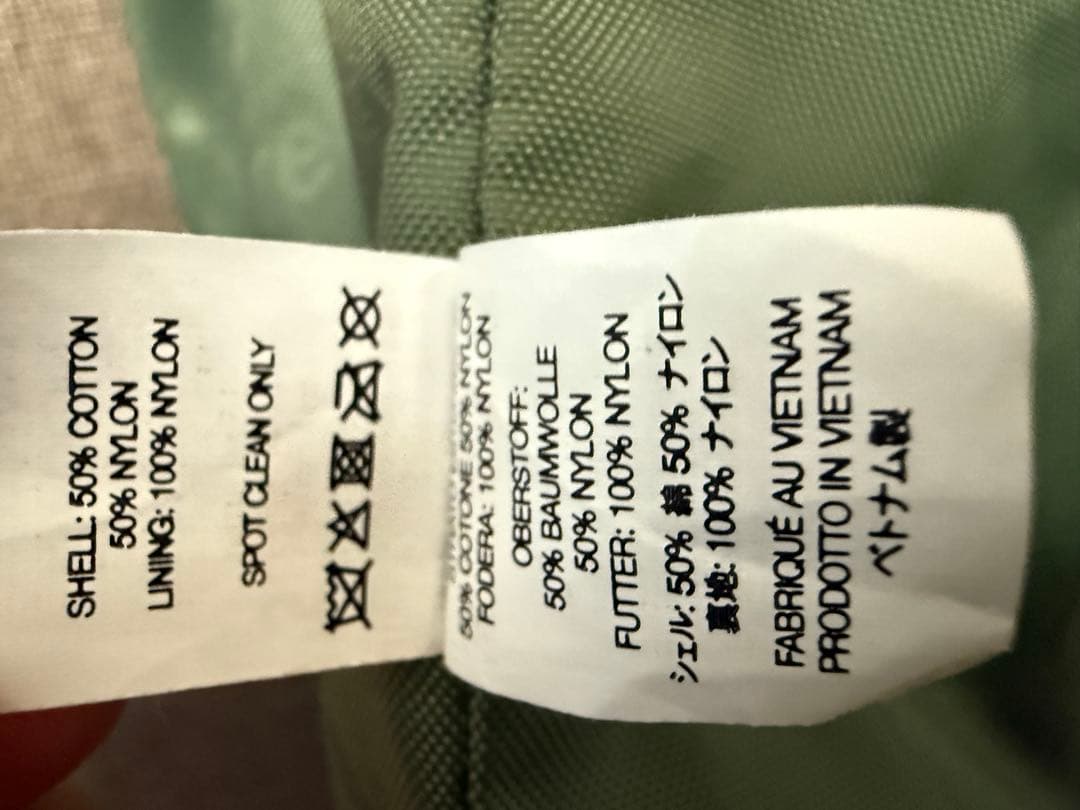 SHELL: 50% COTTON
50% NYLON
LINING: 100% NYLON
SPOT CLEAN ONLY
50% COTONE 50% NYLON
FODERA: 100% NYLON
OBERSTOFF:
50% BAUMWOLLE
50% NYLON
FUTTER: 100% NYLON
シェル: 50% 綿 50% ナイロン
裏地: 100% ナイロン
FABRIQUÉ AU VIETNAM
PRODOTTO IN VIETNAM
ベトナム製